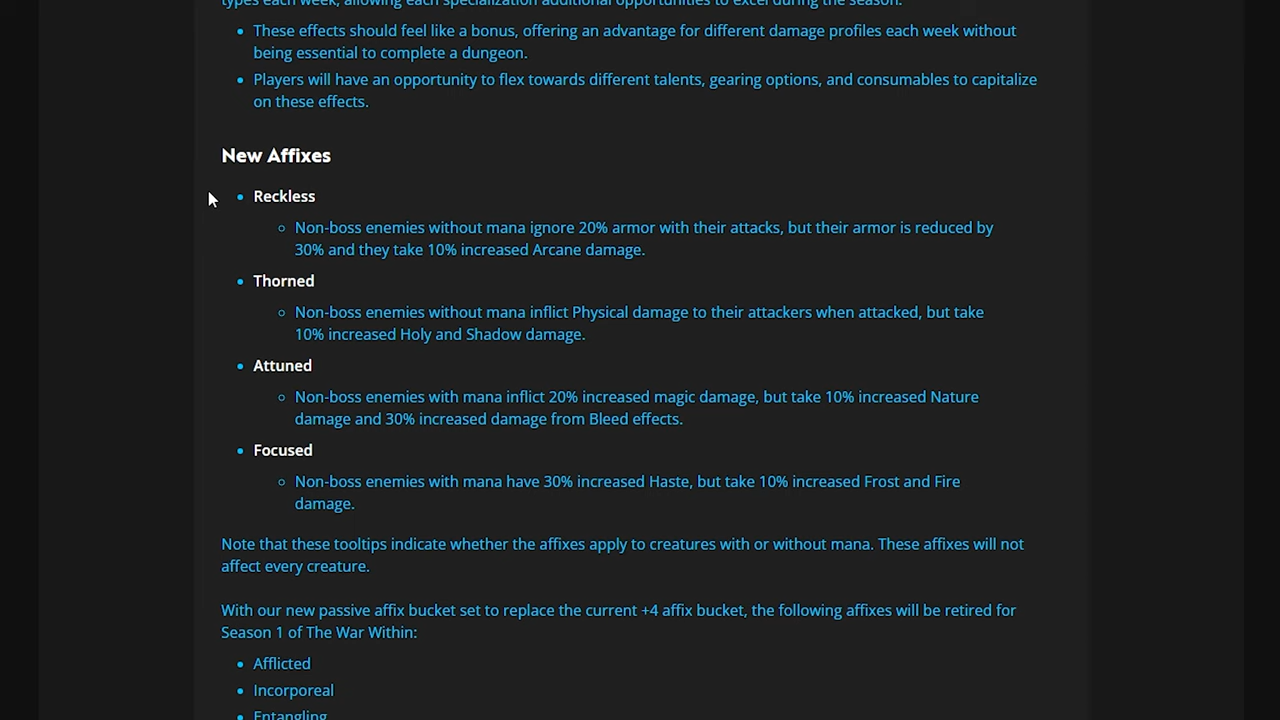 types each week, allowing each specialization additional opportunities to excel during the season.
These effects should feel like a bonus, offering an advantage for different damage profiles each week without
being essential to complete a dungeon.
Players will have an opportunity to flex towards different talents, gearing options, and consumables to capitalize
on these effects.
New Affixes
Reckless
Non-boss enemies without mana ignore 20% armor with their attacks, but their armor is reduced by
30% and they take 10% increased Arcane damage.
Thorned
Non-boss enemies without mana inflict Physical damage to their attackers when attacked, but take
10% increased Holy and Shadow damage.
Attuned
Non-boss enemies with mana inflict 20% increased magic damage, but take 10% increased Nature
damage and 30% increased damage from Bleed effects.
Focused
Non-boss enemies with mana have 30% increased Haste, but take 10% increased Frost and Fire
damage.
Note that these tooltips indicate whether the affixes apply to creatures with or without mana. These affixes will not
affect every creature.
With our new passive affix bucket set to replace the current +4 affix bucket, the following affixes will be retired for
Season 1 of The War Within:
Afflicted
Incorporeal
Entangling